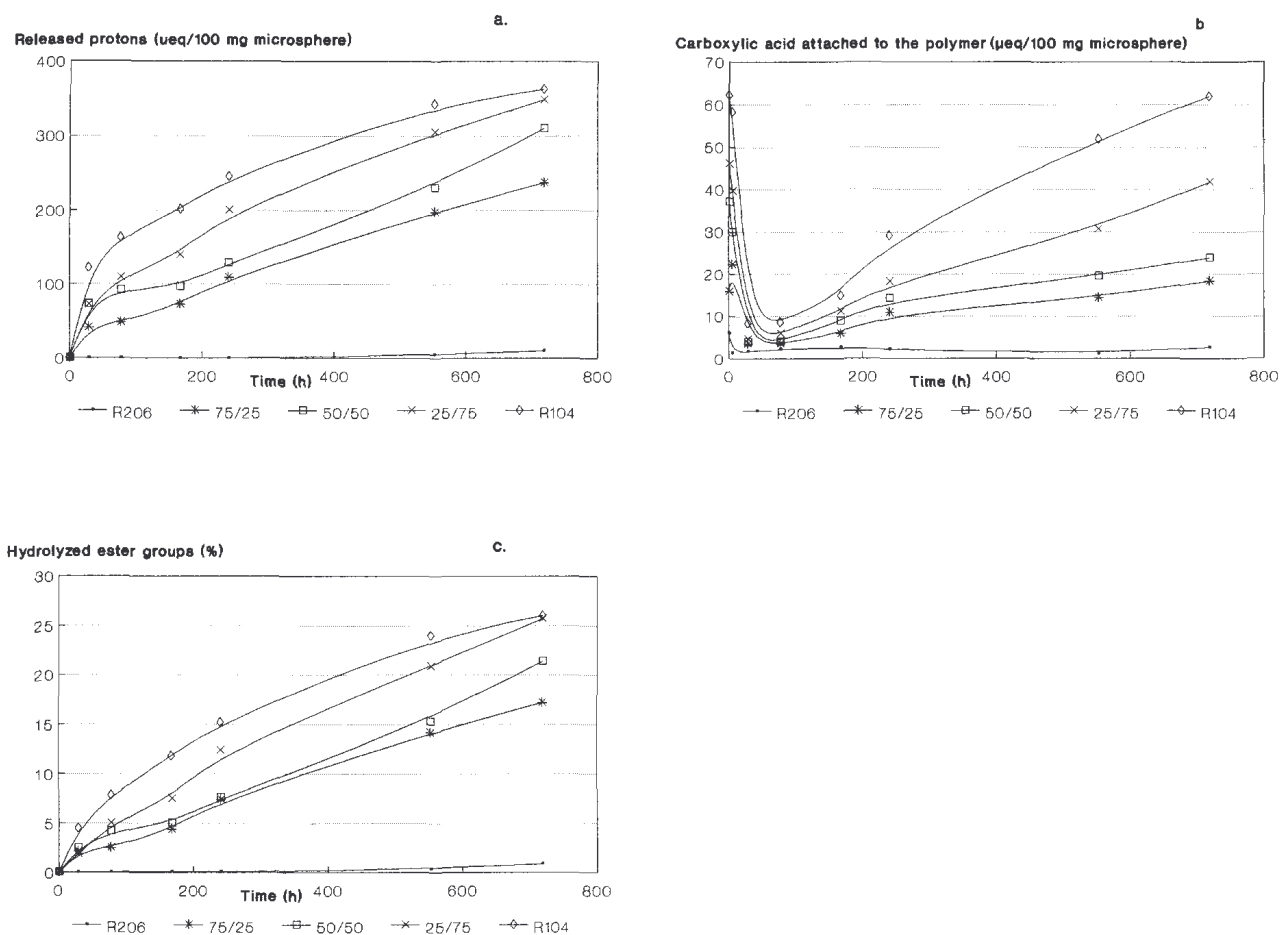 a.
Released protons (ueq/100 mg microsphere)
400
300
200
100
0
0 200 400 600 800
Time (h)
R206 75/25 50/50 25/75 R104
b
Carboxylic acid attached to the polymer (µeq/100 mg microsphere)
70
60
50
40
30
20
10
0
0 200 400 600 800
Time (h)
R206 75/25 50/50 25/75 R104
c.
Hydrolyzed ester groups (%)
30
25
20
15
10
5
0
0 200 400 600 800
Time (h)
R206 75/25 50/50 25/75 R104